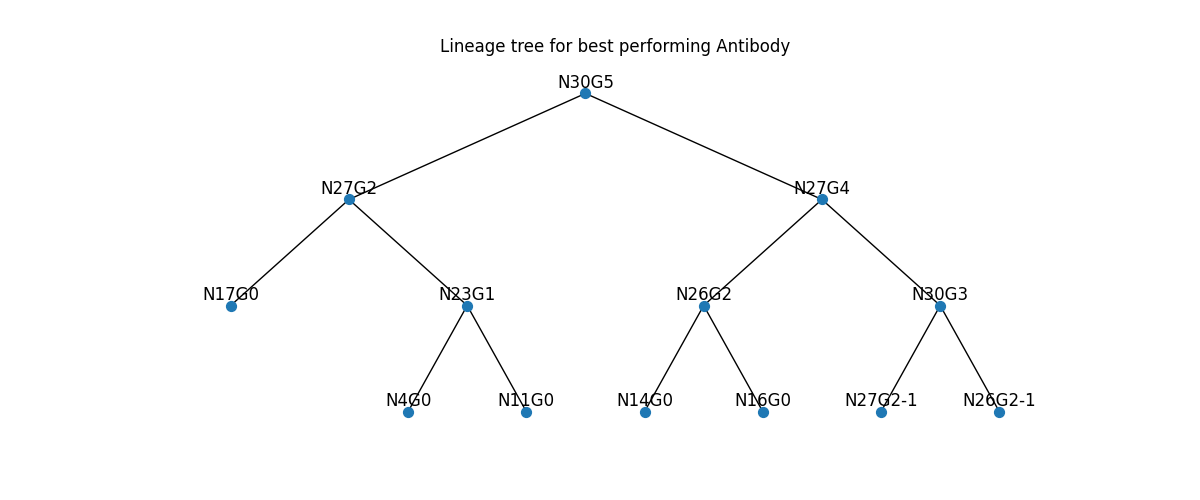 Lineage tree for best performing Antibody
N30G5
N27G2 N27G4
N17G0 N23G1 N26G2 N30G3
N4G0 N11G0 N14G0 N16G0 N27G2-1 N26G2-1